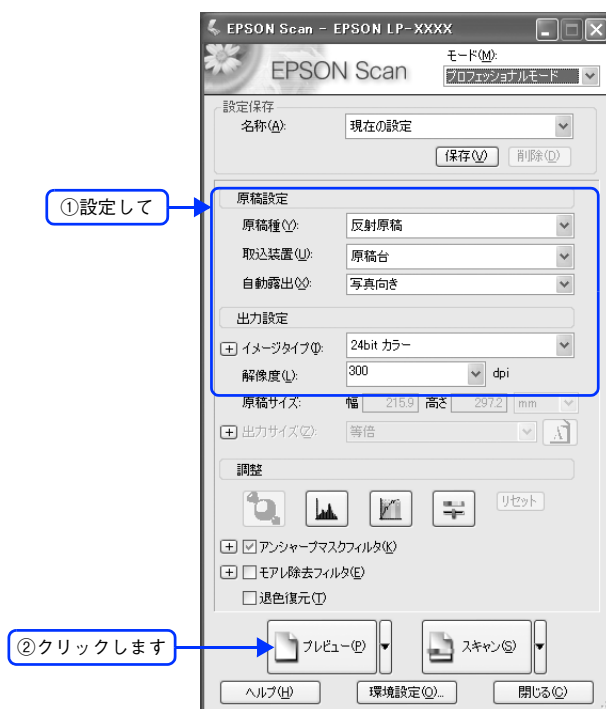 EPSON Scan - EPSON LP-XXXX
EPSON Scan
モード(M):
プロフェッショナルモード
設定保存
名称(A): 現在の設定
保存(V) 削除(D)
①設定して
原稿設定
原稿種(Y): 反射原稿
取込装置(U): 原稿台
自動露出(X): 写真向き
出力設定
イメージタイプ(I): 24bit カラー
解像度(L): 300 dpi
原稿サイズ: 幅 215.9 高さ 297.2 mm
出力サイズ(Z): 等倍
調整
リセット
アンシャープマスクフィルタ(K)
モアレ除去フィルタ(E)
退色復元(T)
②クリックします
プレビュー(P) スキャン(S)
ヘルプ(H) 環境設定(O)... 閉じる(C)